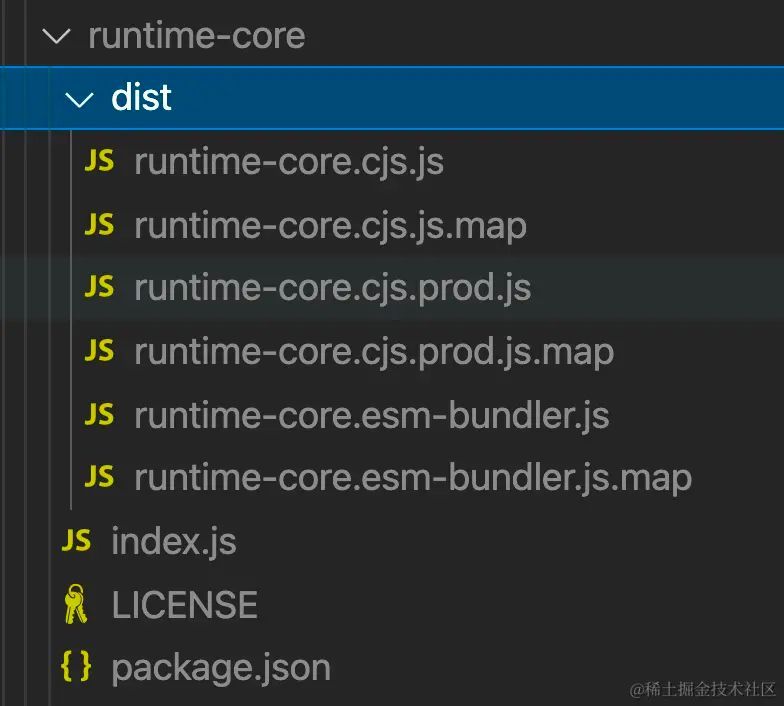 runtime-core
dist
JS runtime-core.cjs.js
JS runtime-core.cjs.js.map
JS runtime-core.cjs.prod.js
JS runtime-core.cjs.prod.js.map
JS runtime-core.esm-bundler.js
JS runtime-core.esm-bundler.js.map
JS index.js
LICENSE
{} package.json
@稀土掘金技术社区